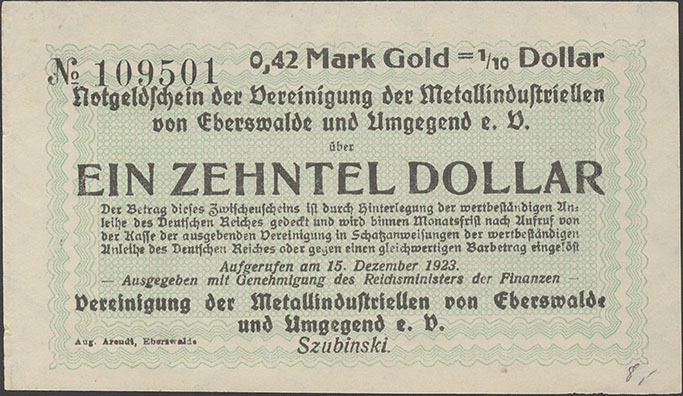 № 109501
0,42 Mark Gold = 1/10 Dollar
Notgeldschein der Vereinigung der Metallindustriellen
von Eberswalde und Umgegend e. V.
über
EIN ZEHNTEL DOLLAR
Der Betrag dieses Zwischenscheins ist durch Hinterlegung der wertbeständigen An-
leihe des Deutschen Reiches gedeckt und wird binnen Monatsfrist nach Aufruf von
der Kasse der ausgebenden Vereinigung in Schatzanweisungen der wertbeständigen
Anleihe des Deutschen Reiches oder gegen einen gleichwertigen Barbetrag eingelöst
Aufgerufen am 15. Dezember 1923.
— Ausgegeben mit Genehmigung des Reichsministers der Finanzen —
Vereinigung der Metallindustriellen von Eberswalde
und Umgegend e. V.
Aug. Arendt, Eberswalde
Szubinski.
8,-